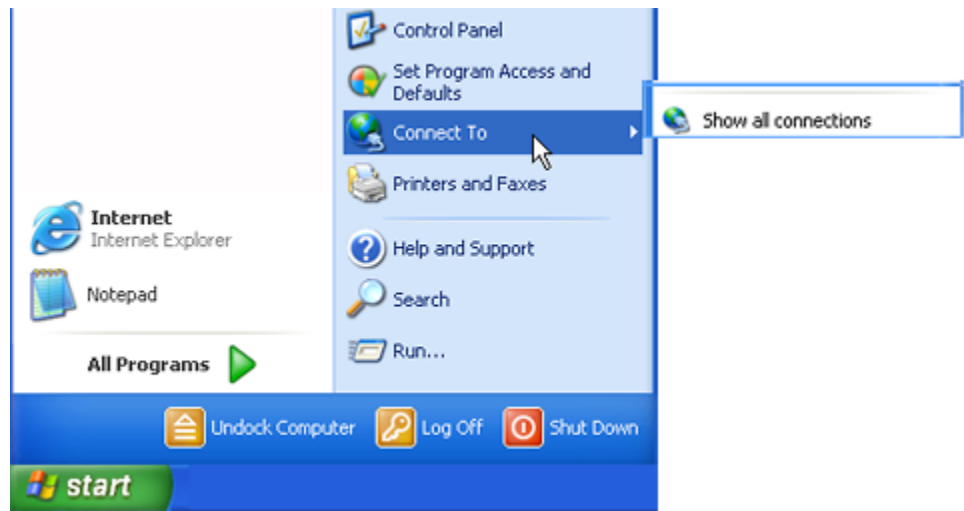 Control Panel
Set Program Access and
Defaults
Connect To
Show all connections
Printers and Faxes
Internet
Internet Explorer
Help and Support
Notepad
Search
All Programs
Run...
Undock Computer
Log Off
Shut Down
start